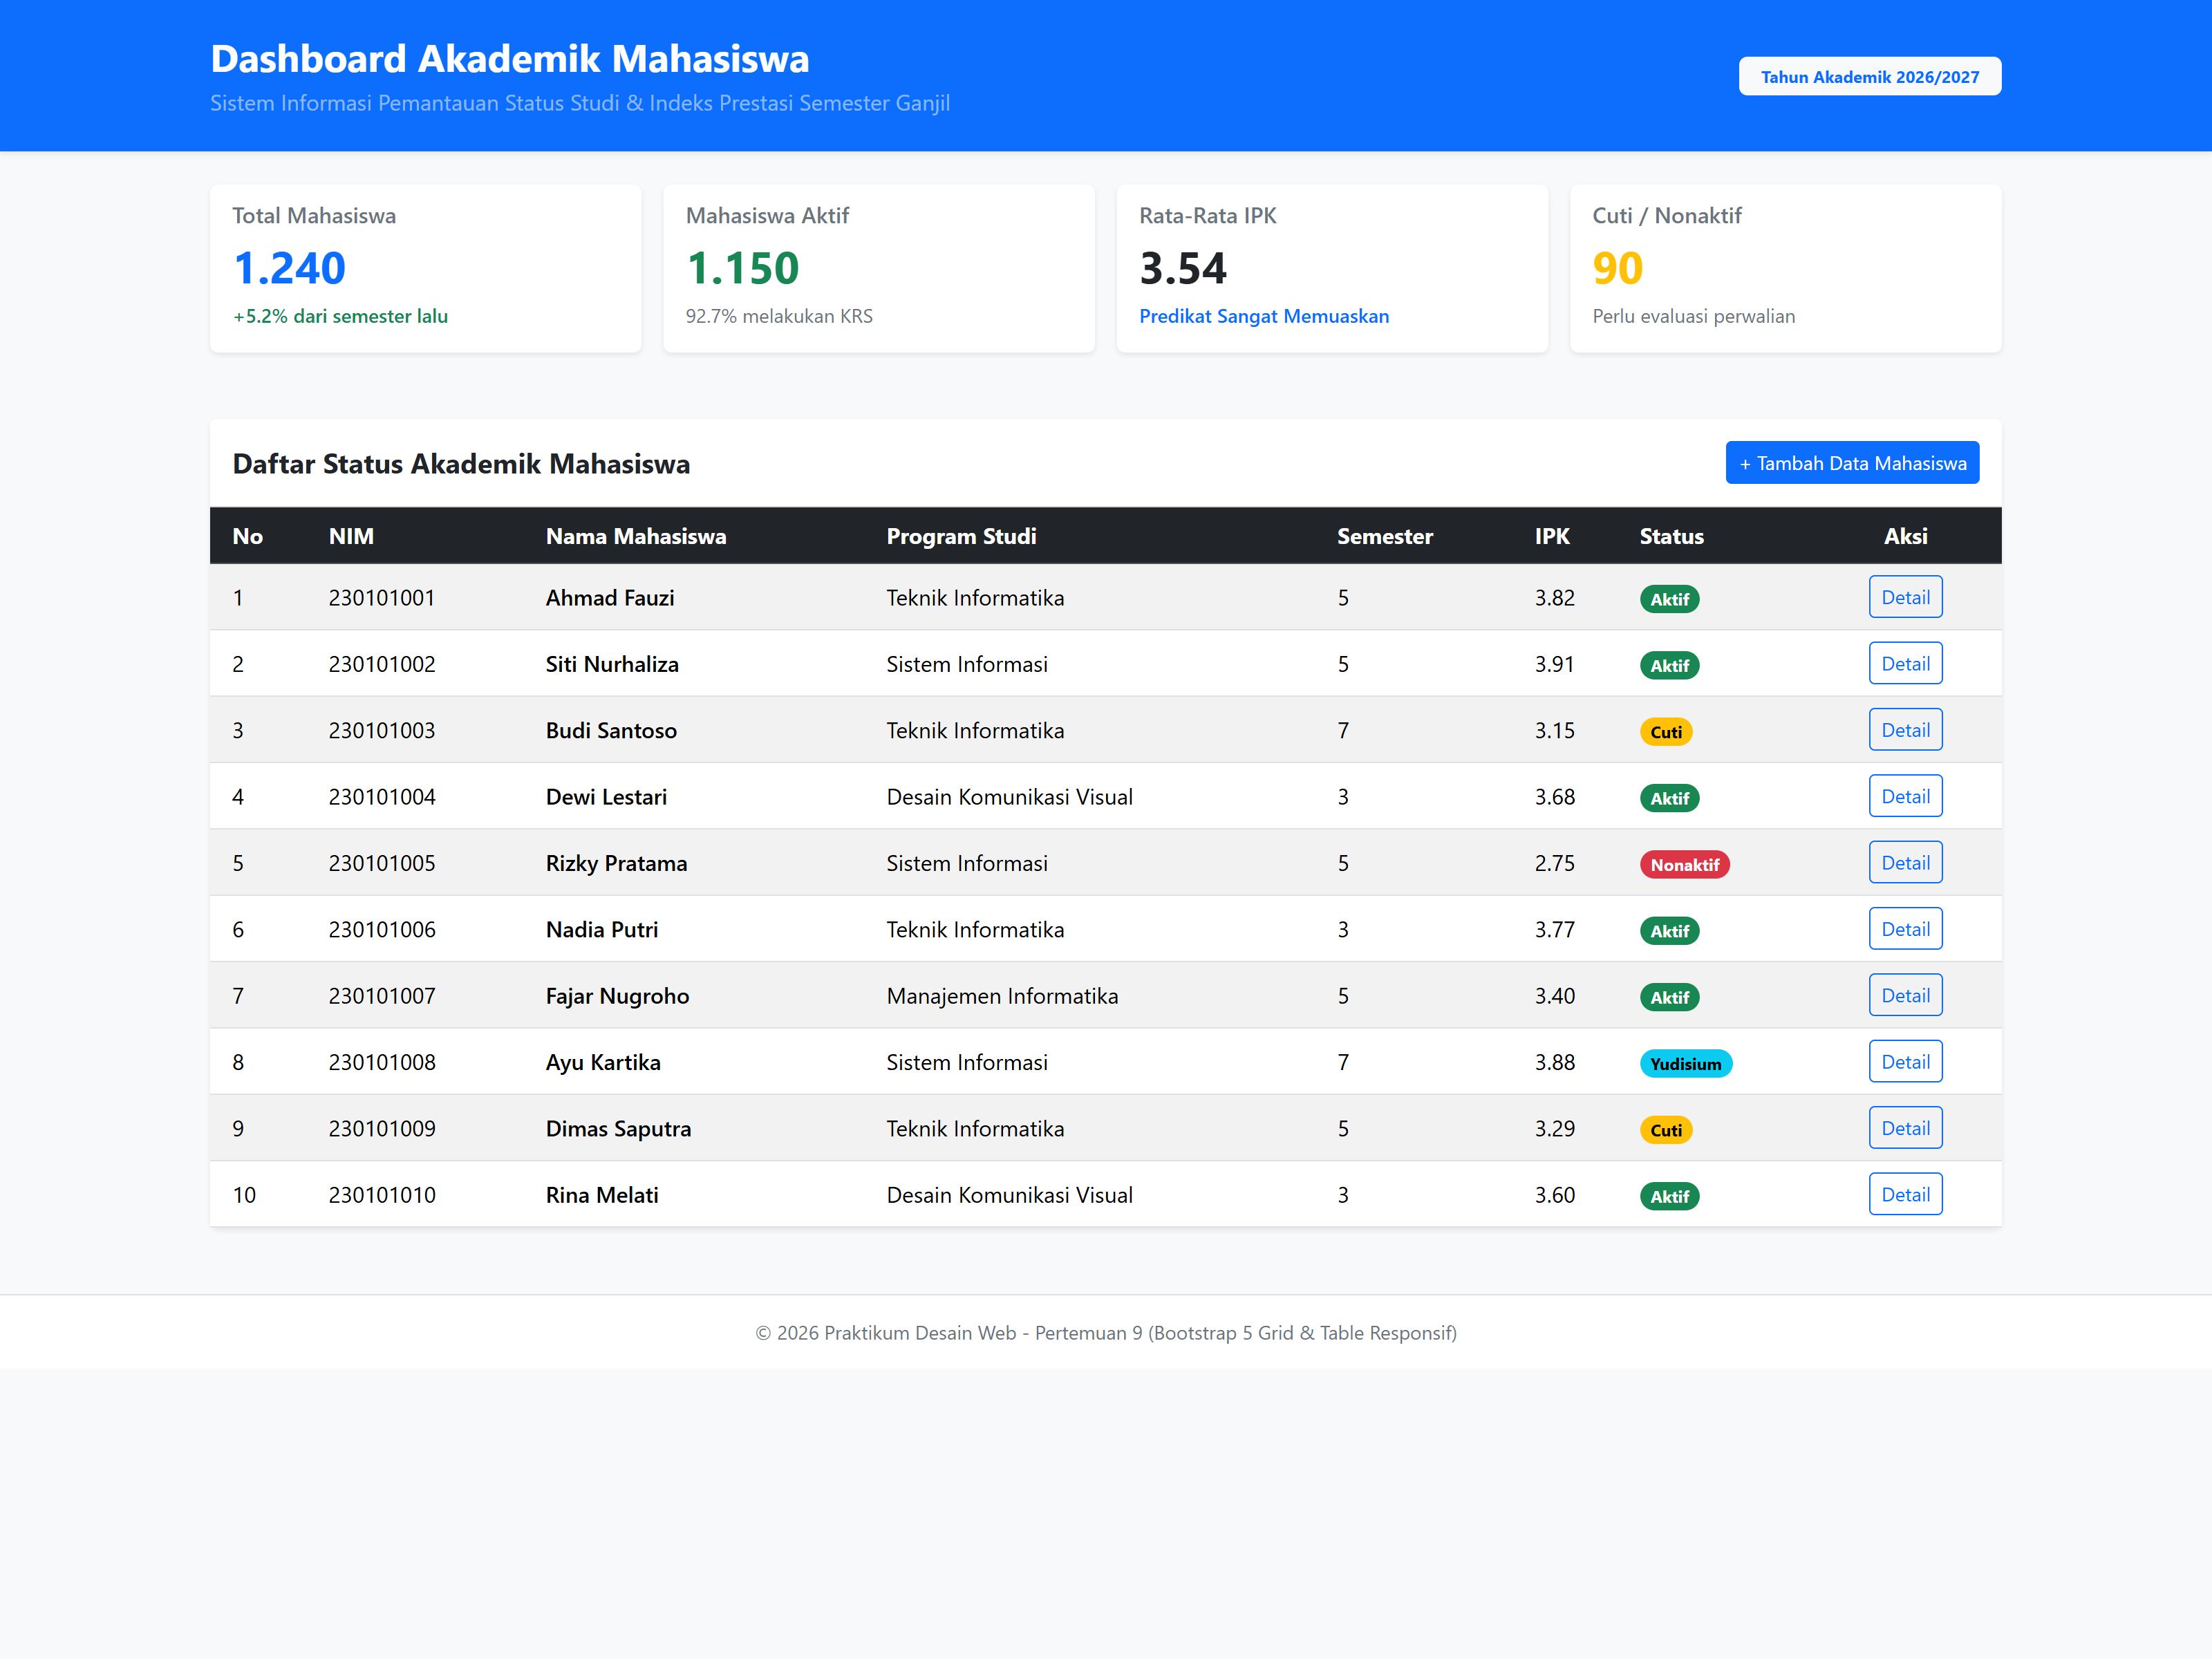 Dashboard Akademik Mahasiswa
Sistem Informasi Pemantauan Status Studi & Indeks Prestasi Semester Ganjil
Tahun Akademik 2026/2027
Total Mahasiswa
1.240
+5.2% dari semester lalu
Mahasiswa Aktif
1.150
92.7% melakukan KRS
Rata-Rata IPK
3.54
Predikat Sangat Memuaskan
Cuti / Nonaktif
90
Perlu evaluasi perwalian
Daftar Status Akademik Mahasiswa
+ Tambah Data Mahasiswa
No NIM Nama Mahasiswa Program Studi Semester IPK Status Aksi
1 230101001 Ahmad Fauzi Teknik Informatika 5 3.82 Aktif Detail
2 230101002 Siti Nurhaliza Sistem Informasi 5 3.91 Aktif Detail
3 230101003 Budi Santoso Teknik Informatika 7 3.15 Cuti Detail
4 230101004 Dewi Lestari Desain Komunikasi Visual 3 3.68 Aktif Detail
5 230101005 Rizky Pratama Sistem Informasi 5 2.75 Nonaktif Detail
6 230101006 Nadia Putri Teknik Informatika 3 3.77 Aktif Detail
7 230101007 Fajar Nugroho Manajemen Informatika 5 3.40 Aktif Detail
8 230101008 Ayu Kartika Sistem Informasi 7 3.88 Yudisium Detail
9 230101009 Dimas Saputra Teknik Informatika 5 3.29 Cuti Detail
10 230101010 Rina Melati Desain Komunikasi Visual 3 3.60 Aktif Detail
© 2026 Praktikum Desain Web - Pertemuan 9 (Bootstrap 5 Grid & Table Responsif)